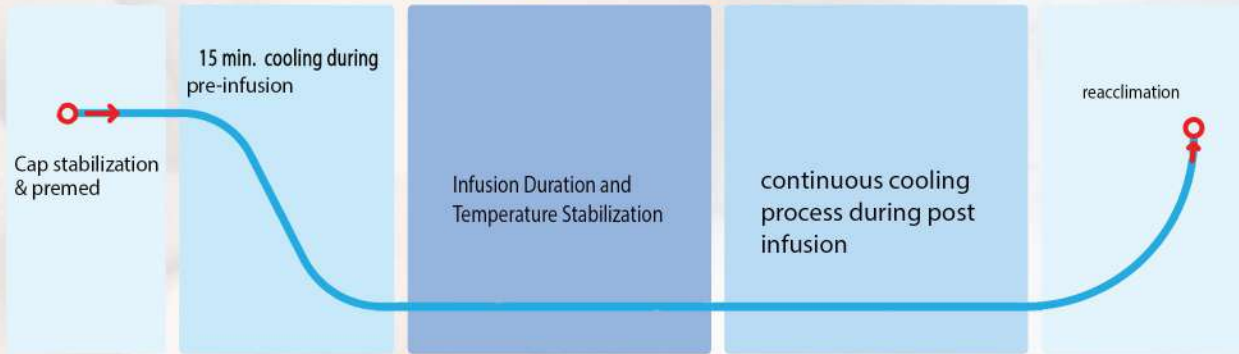 Cap stabilization
& premed
15 min. cooling during
pre-infusion
Infusion Duration and
Temperature Stabilization
continuous cooling
process during post
infusion
reacclimation